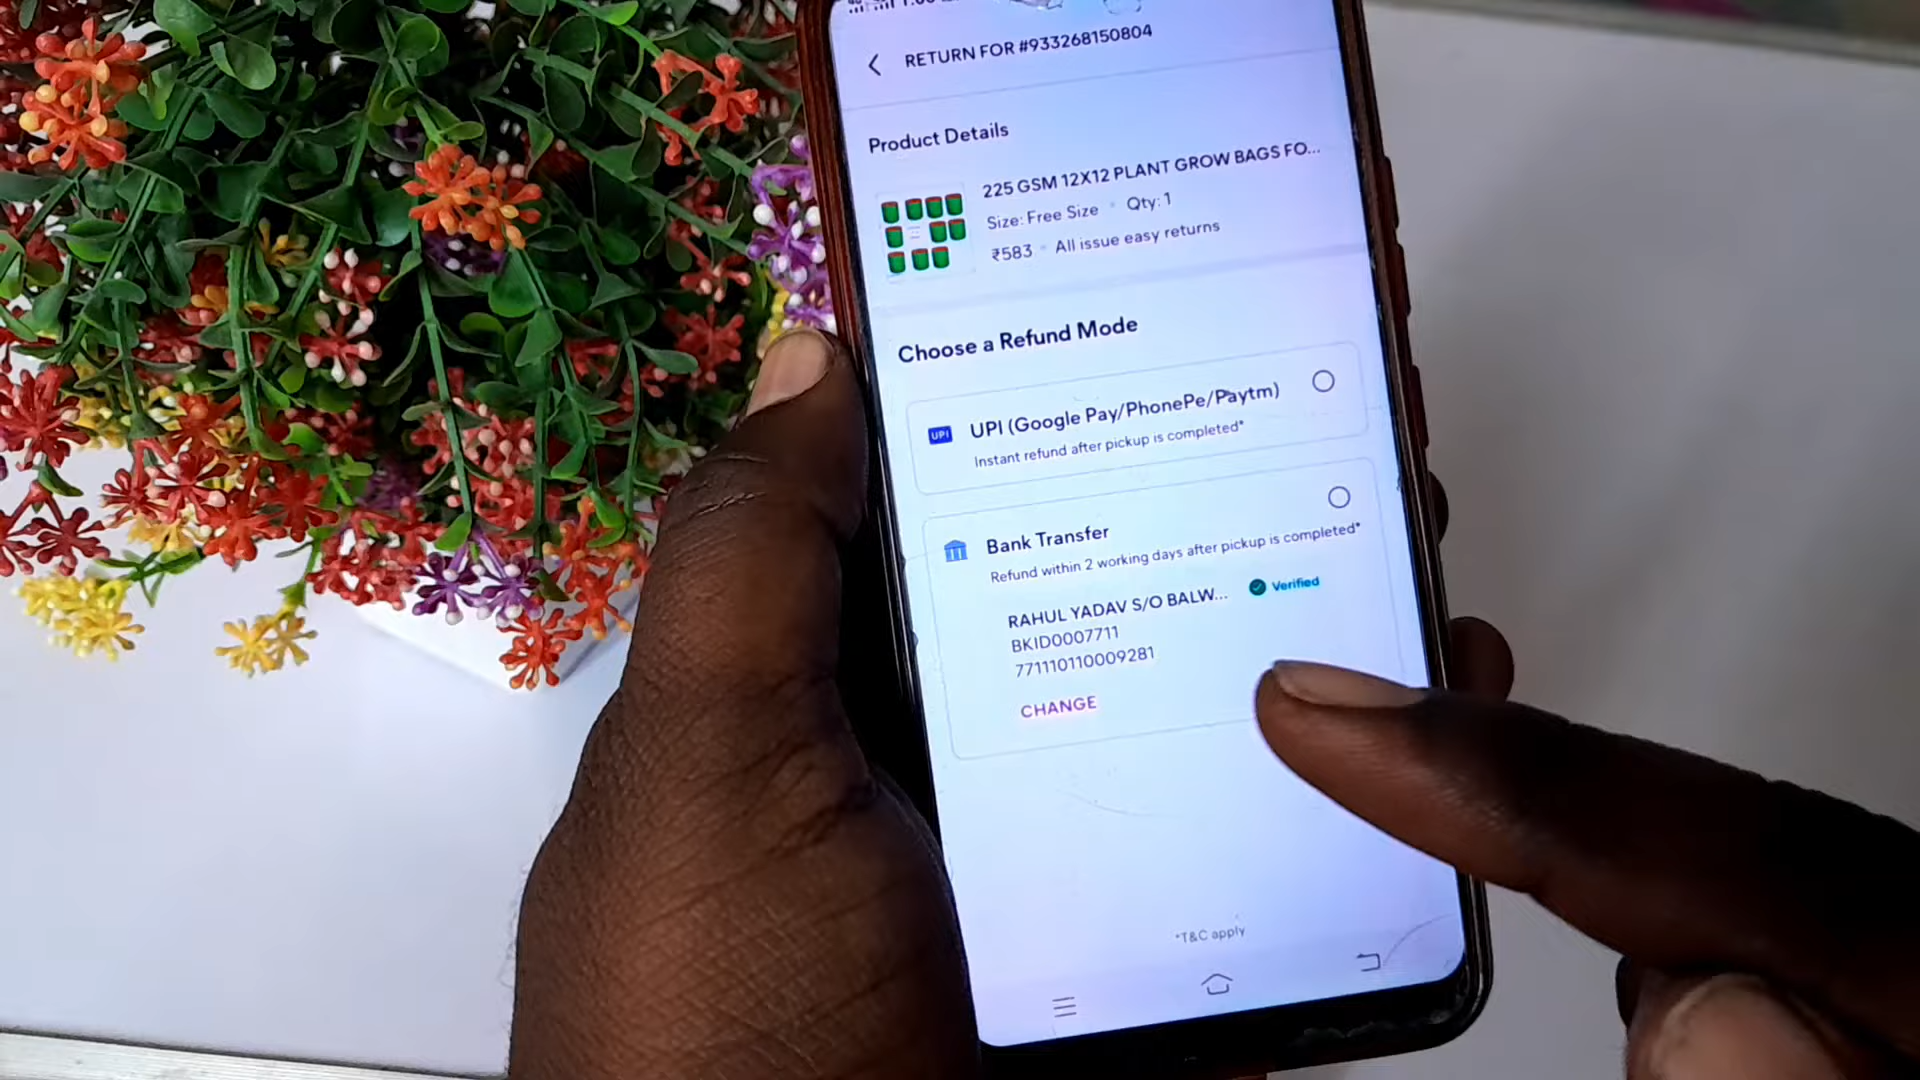 RETURN FOR #933268150804
Product Details
225 GSM 12X12 PLANT GROW BAGS FO...
Size: Free Size • Qty: 1
₹583 • All issue easy returns
Choose a Refund Mode
UPI
UPI (Google Pay/PhonePe/Paytm)
Instant refund after pickup is completed*
Bank Transfer
Refund within 2 working days after pickup is completed*
RAHUL YADAV S/O BALW...
Verified
BKID0007711
771110110009281
CHANGE
*T&C apply